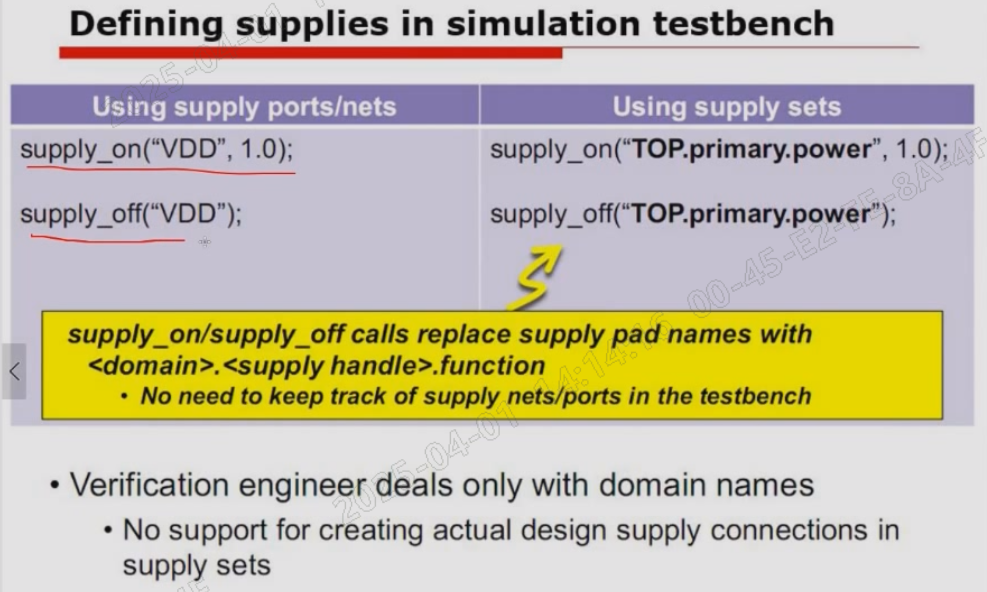 Defining supplies in simulation testbench
Using supply ports/nets
Using supply sets
supply_on(“VDD”, 1.0);
supply_on(“TOP.primary.power”, 1.0);
supply_off(“VDD”);
supply_off(“TOP.primary.power”);
supply_on/supply_off calls replace supply pad names with
<domain>.<supply handle>.function
• No need to keep track of supply nets/ports in the testbench
• Verification engineer deals only with domain names
• No support for creating actual design supply connections in
supply sets
2025-04-01 14:14:16 00-45-E2-FE-8A-4F